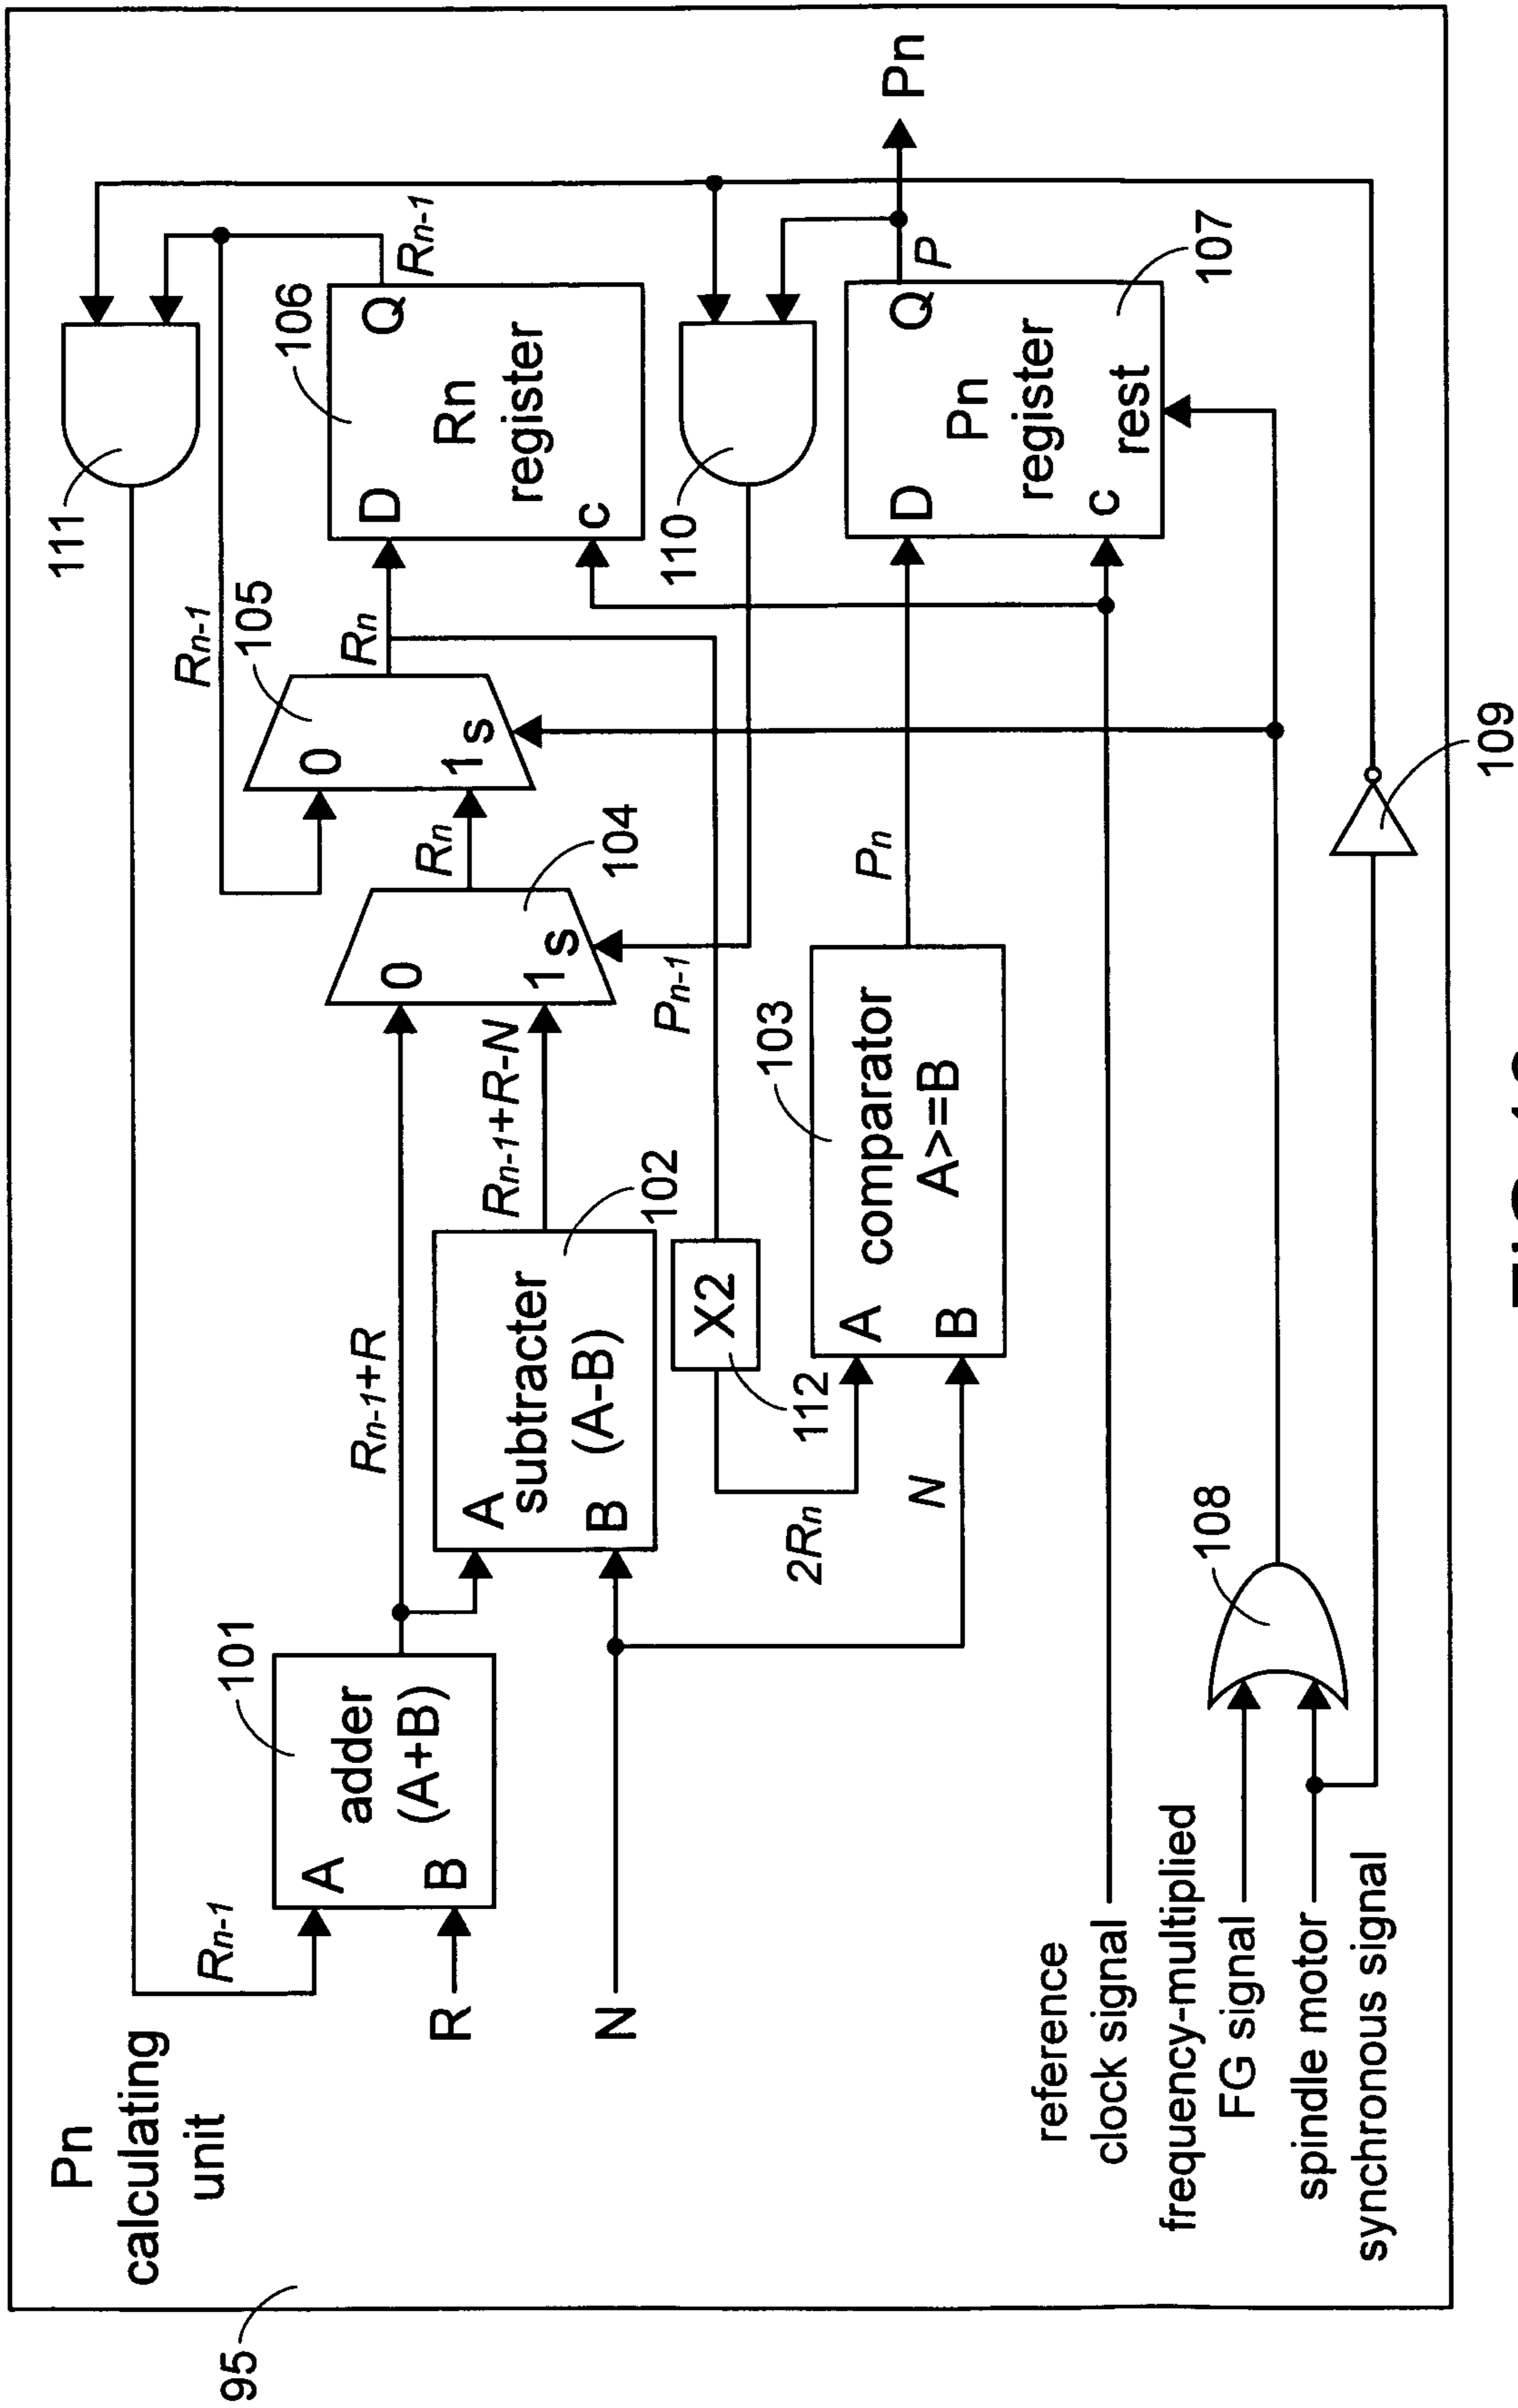 Pn
calculating
unit
95
Rn-1
R
N
A
B
adder
(A+B)
101
Rn-1+R
A
B
subtracter
(A-B)
102
Rn-1+R-N
0
1
s
104
Rn
Rn-1
0
1
s
105
Rn
D
Q
c
Rn
register
106
Rn-1
111
110
Pn-1
X2
112
2Rn
N
A
B
comparator
A>=B
103
Pn
D
Q
c
rest
Pn
register
107
P
Pn
reference
clock signal
frequency-multiplied
FG signal
spindle motor
synchronous signal
108
109